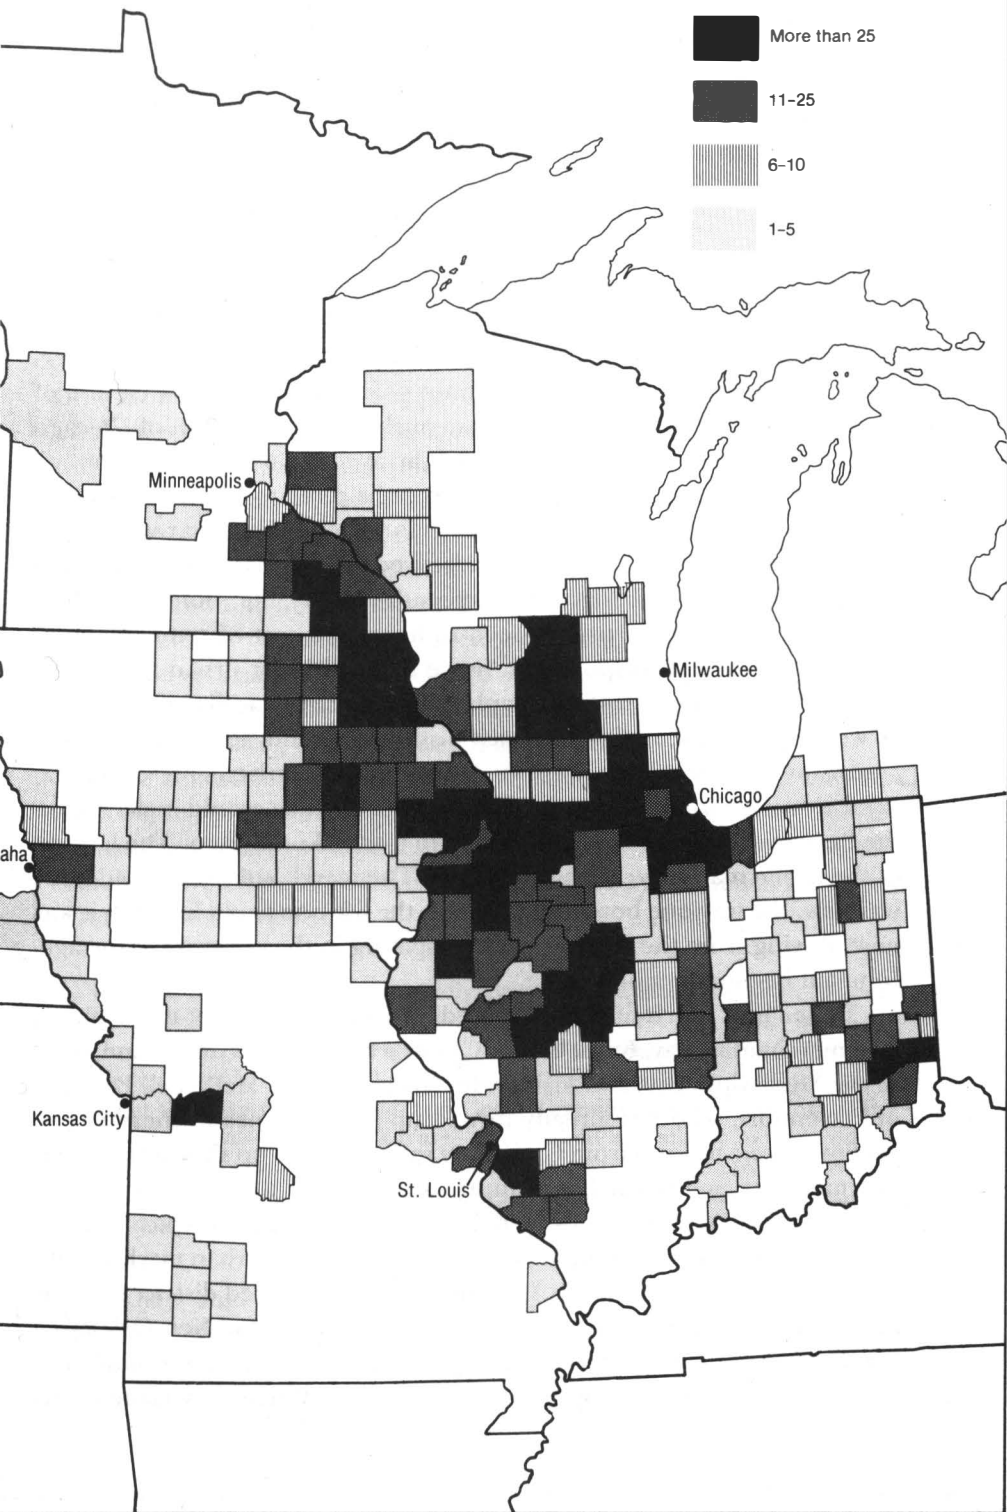 More than 25
11–25
6–10
1–5
Minneapolis
Milwaukee
Chicago
aha
Kansas City
St. Louis